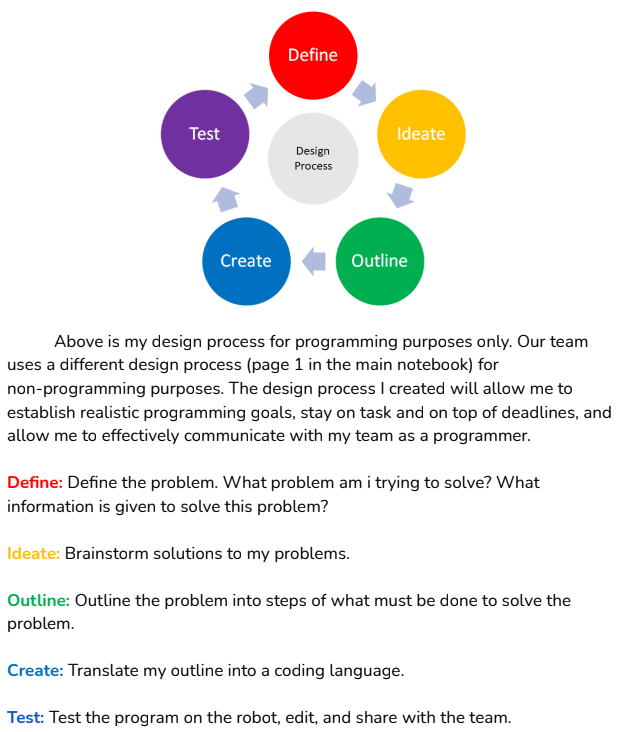 Define
Test
Ideate
Design
Process
Create
Outline
Above is my design process for programming purposes only. Our team
uses a different design process (page 1 in the main notebook) for
non-programming purposes. The design process I created will allow me to
establish realistic programming goals, stay on task and on top of deadlines, and
allow me to effectively communicate with my team as a programmer.
Define: Define the problem. What problem am i trying to solve? What
information is given to solve this problem?
Ideate: Brainstorm solutions to my problems.
Outline: Outline the problem into steps of what must be done to solve the
problem.
Create: Translate my outline into a coding language.
Test: Test the program on the robot, edit, and share with the team.